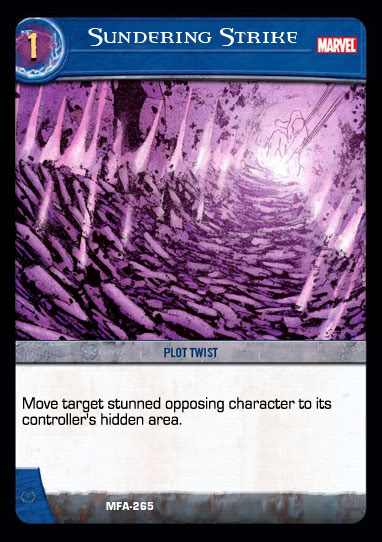 1
Sundering Strike
MARVEL
PLOT TWIST
Move target stunned opposing character to its
controller's hidden area.
MFA-265